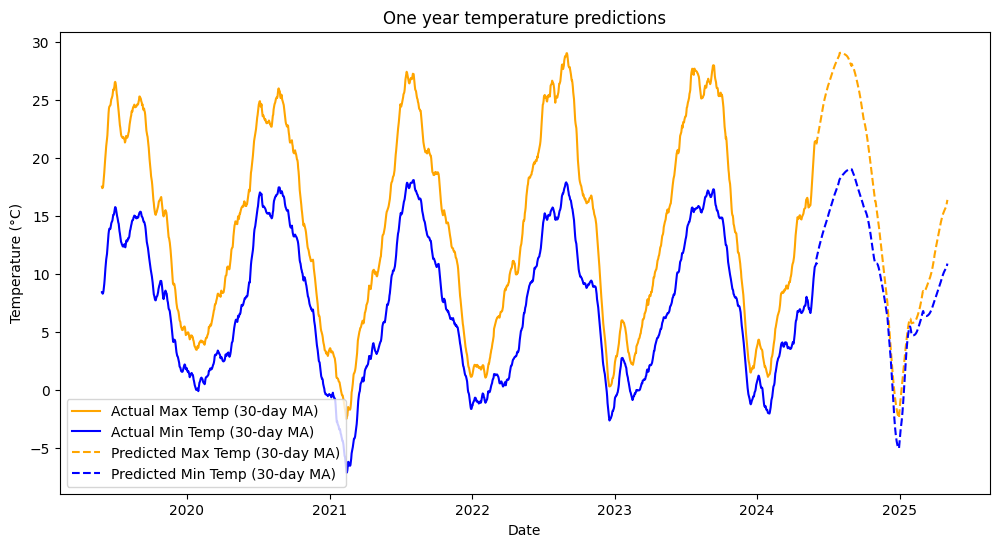 One year temperature predictions
Temperature (°C)
30
25
20
15
10
5
0
−5
Actual Max Temp (30-day MA)
Actual Min Temp (30-day MA)
Predicted Max Temp (30-day MA)
Predicted Min Temp (30-day MA)
2020
2021
2022
2023
2024
2025
Date